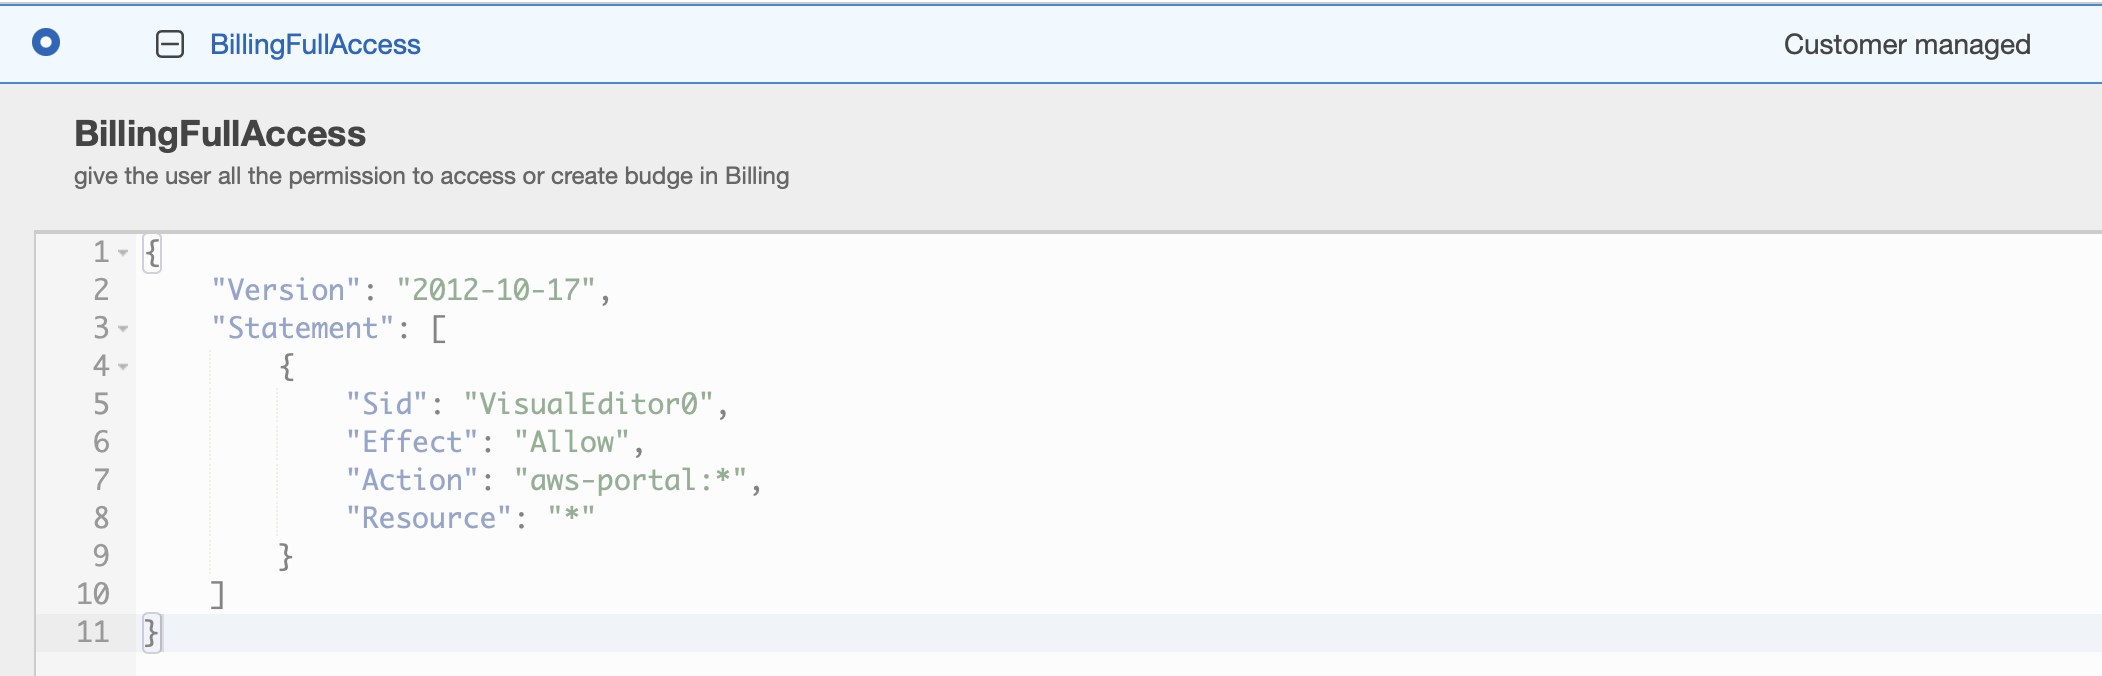 BillingFullAccess Customer managed
BillingFullAccess
give the user all the permission to access or create budge in Billing
1 {
2 "Version": "2012-10-17",
3 "Statement": [
4 {
5 "Sid": "VisualEditor0",
6 "Effect": "Allow",
7 "Action": "aws-portal:*",
8 "Resource": "*"
9 }
10 ]
11 }